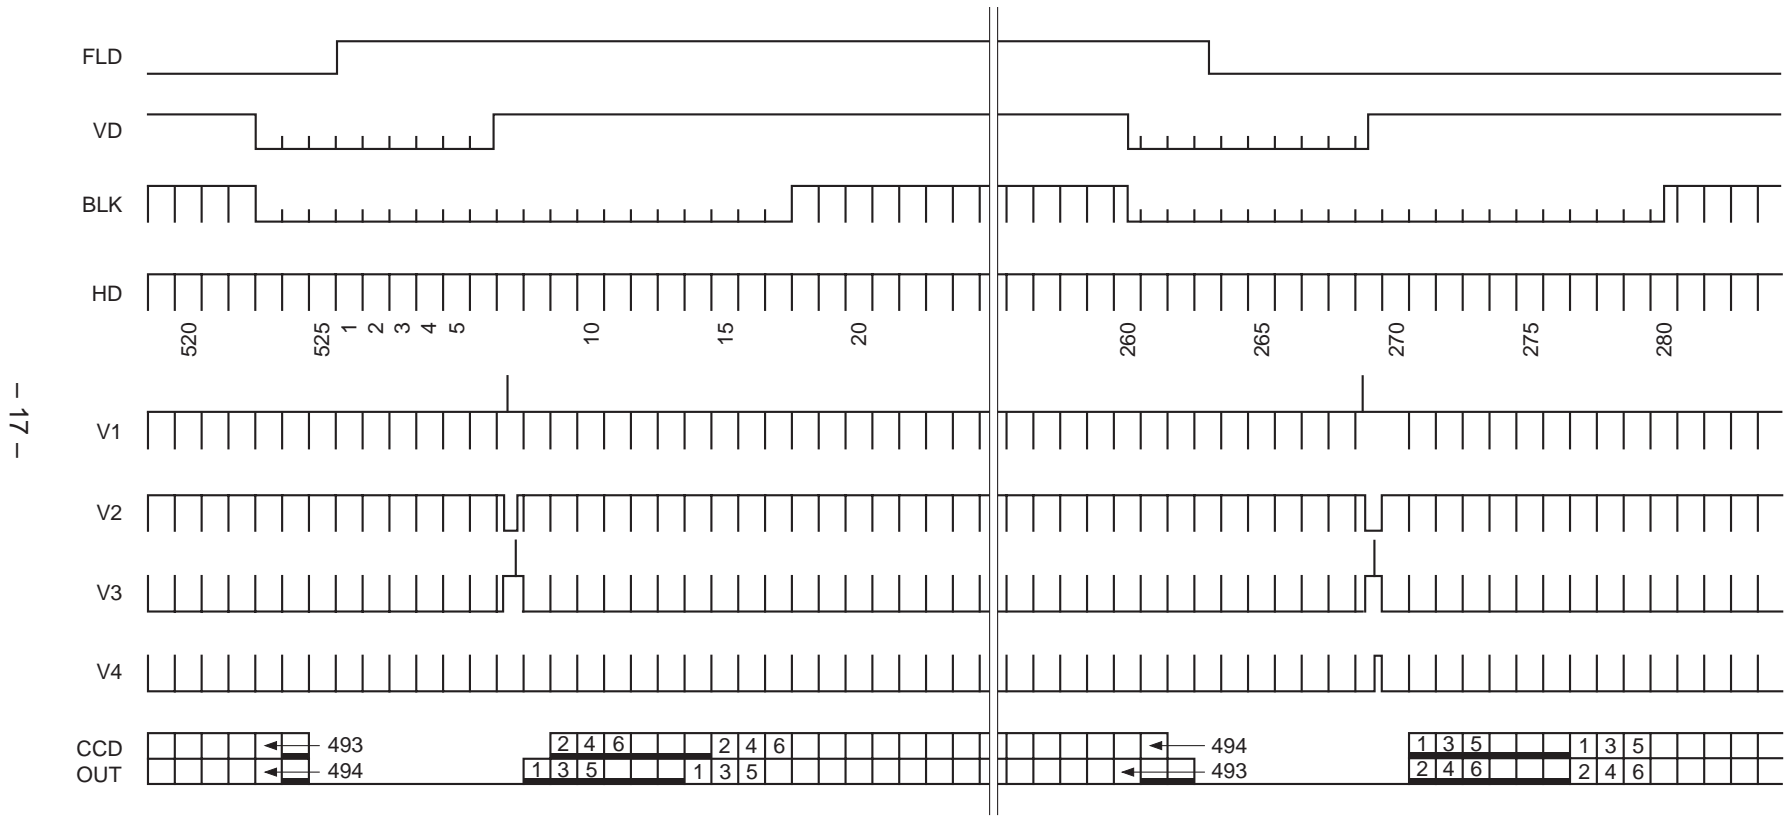 FLD
VD
BLK
HD
520 525 1 2 3 4 5 10 15 20 260 265 270 275 280
– 17 –
V1
V2
V3
V4
CCD OUT
493 2 4 6 2 4 6 494 1 3 5 1 3 5
494 1 3 5 1 3 5 493 2 4 6 2 4 6